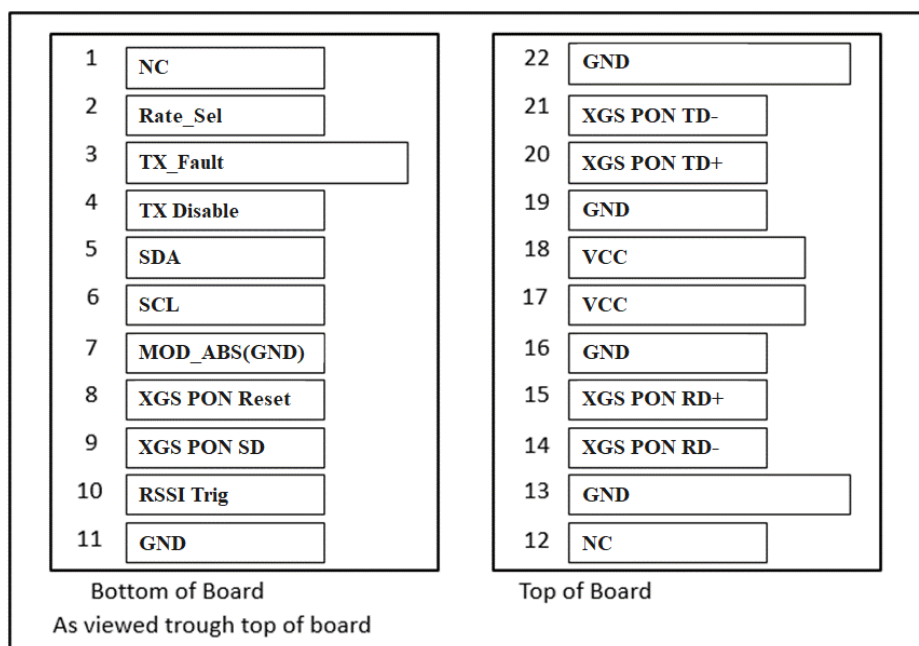 1 NC
2 Rate_Sel
3 TX_Fault
4 TX Disable
5 SDA
6 SCL
7 MOD_ABS(GND)
8 XGS PON Reset
9 XGS PON SD
10 RSSI Trig
11 GND
Bottom of Board
As viewed trough top of board
22 GND
21 XGS PON TD-
20 XGS PON TD+
19 GND
18 VCC
17 VCC
16 GND
15 XGS PON RD+
14 XGS PON RD-
13 GND
12 NC
Top of Board